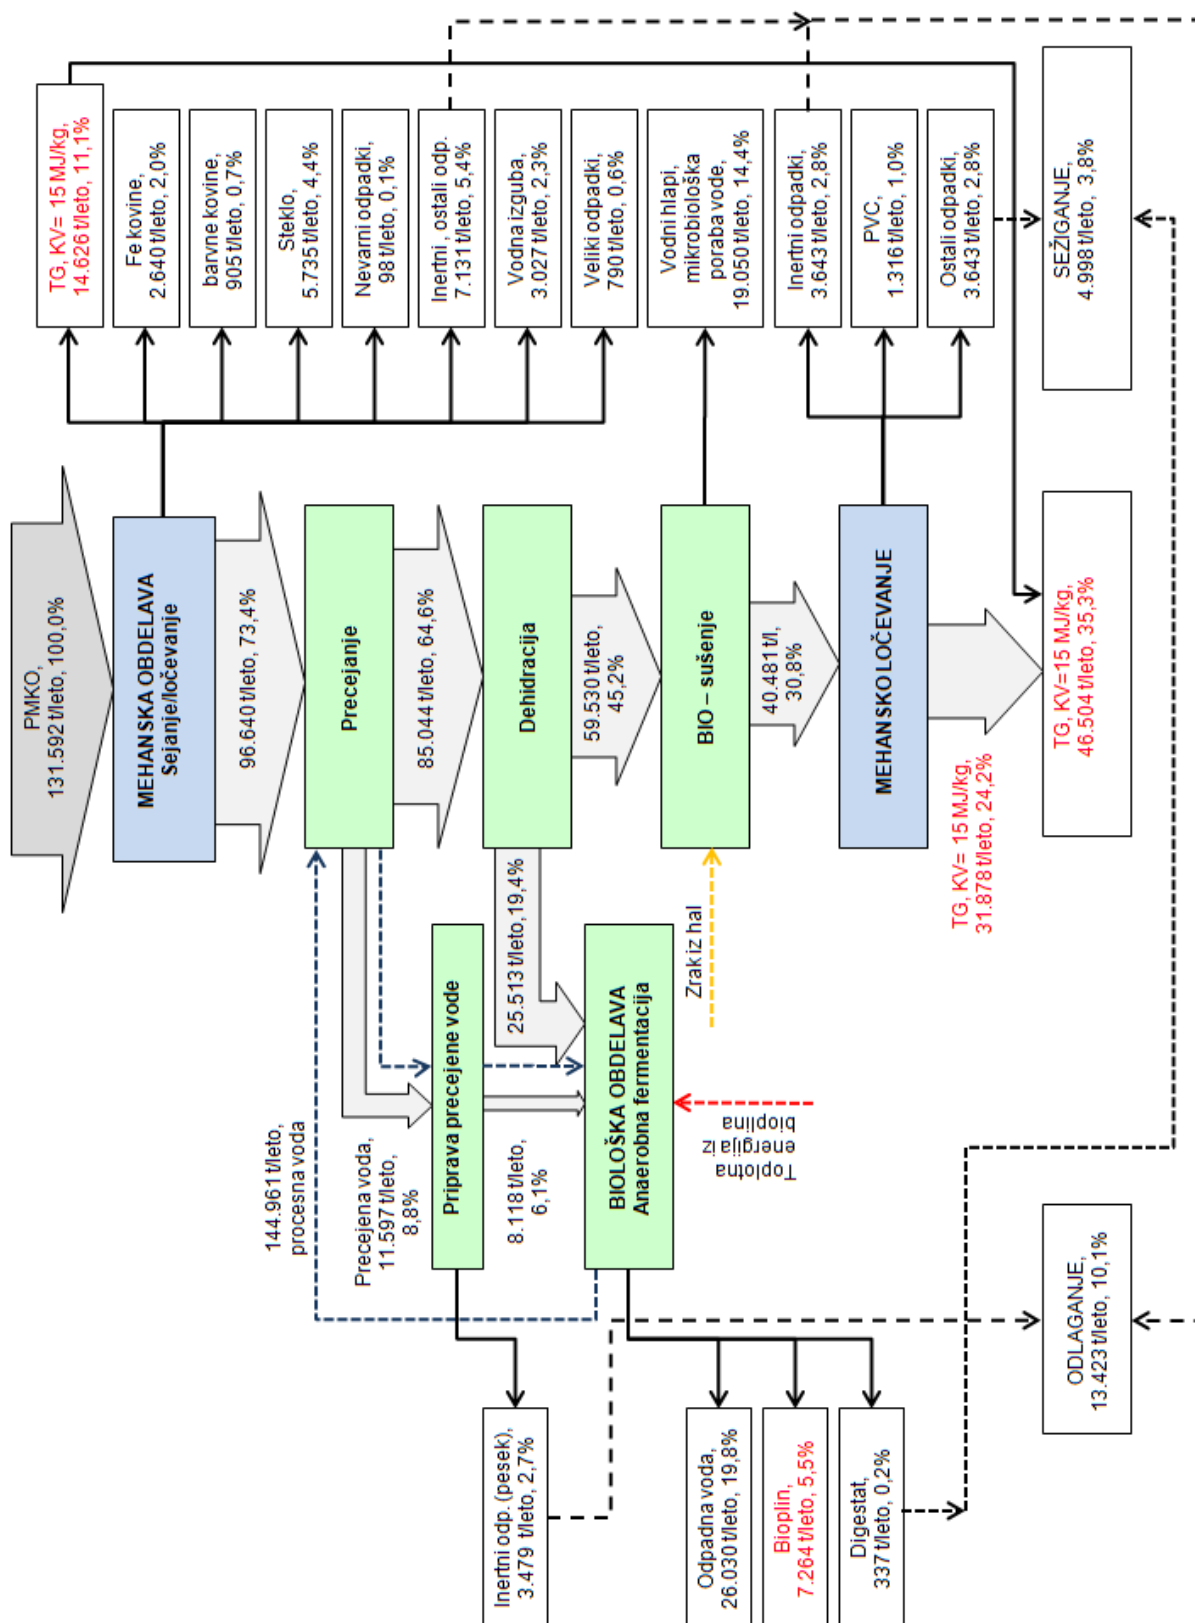 PMKO,
131.592 t/leto, 100,0%
MEHANSKA OBDELAVA
Sejanje/ločevanje
96.640 t/leto, 73,4%
Precejanje
85.044 t/leto, 64,6%
Dehidracija
59.530 t/leto,
45,2%
BIO – sušenje
40.481 t/l,
30,8%
MEHANSKO LOČEVANJE
TG, KV= 15 MJ/kg,
31.878 t/leto, 24,2%
TG, KV=15 MJ/kg,
46.504 t/leto, 35,3%
TG, KV= 15 MJ/kg,
14.626 t/leto, 11,1%
Fe kovine,
2.640 t/leto, 2,0%
barvne kovine,
905 t/leto, 0,7%
Steklo,
5.735 t/leto, 4,4%
Nevarni odpadki,
98 t/leto, 0,1%
Inertni , ostali odp.
7.131 t/leto, 5,4%
Vodna izguba,
3.027 t/leto, 2,3%
Veliki odpadki,
790 t/leto, 0,6%
Vodni hlapi,
mikrobiološka
poraba vode,
19.050 t/leto, 14,4%
Inertni odpadki,
3.643 t/leto, 2,8%
PVC,
1.316 t/leto, 1,0%
Ostali odpadki,
3.643 t/leto, 2,8%
SEŽIGANJE,
4.998 t/leto, 3,8%
144.961 t/leto,
procesna voda
Precejena voda,
11.597 t/leto,
8,8%
Priprava precejene vode
8.118 t/leto,
6,1%
25.513 t/leto,19,4%
BIOLOŠKA OBDELAVA
Anaerobna fermentacija
Zrak iz hal
Toplotna
energija iz
bioplina
Inertni odp. (pesek),
3.479 t/leto, 2,7%
Odpadna voda,
26.030 t/leto, 19,8%
Bioplin,
7.264 t/leto, 5,5%
Digestat,
337 t/leto, 0,2%
ODLAGANJE,
13.423 t/leto, 10,1%